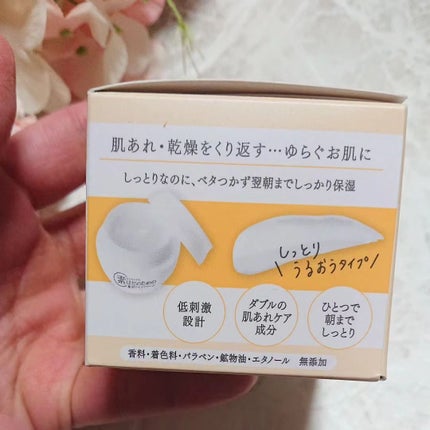 肌あれ・乾燥をくり返す…ゆらぐお肌に
しっとりなのに、ベタつかず翌朝までしっかり保湿
しっとり
うるおうタイプ
低刺激
設計
ダブルの
肌あれケア
成分
ひとつで
朝まで
しっとり
香料・着色料・パラベン・鉱物油・エタノール　無添加